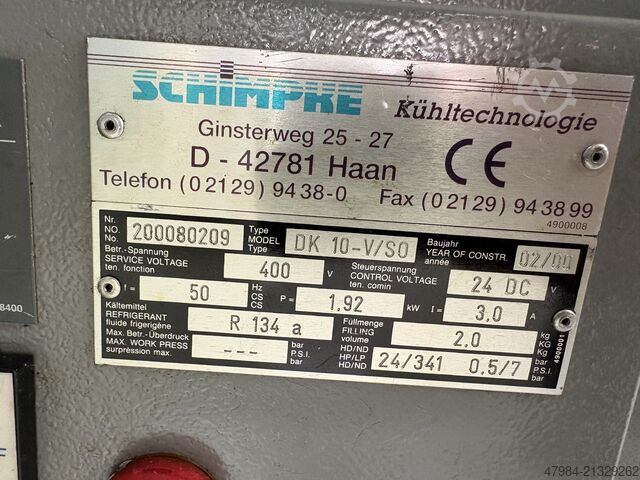 SCHIMPKE Kühltechnologie
Ginsterweg 25 - 27
D - 42781 Haan
CE
Telefon (02129) 9438-0 Fax (02129) 943899
4900008
Nr.
NO. 200080209 Type
No. MODEL DK 10-V/SO Baujahr
Type YEAR OF CONSTR. 02/00
année
Betr.-Spannung
SERVICE VOLTAGE 400 V
ten. fonction
Steuerspannung
CONTROL VOLTAGE 24 DC V
ten. comin
f = 50 Hz CS CS P = 1,92 kW I = 3.0 A
Kältemittel
REFRIGERANT R 134 a
fluide frigerigène
Füllmenge
FILLING 2.0 kg KG Kg
volume
Max. Betr.-Überdruck
MAX. WORK PRESS --- bar P.S.I. bar
surpression max.
HD/ND
HP/LP 24/341 0.5/7 bar P.S.I. bar
HD/ND
4900001
8400
F
47984-21329262